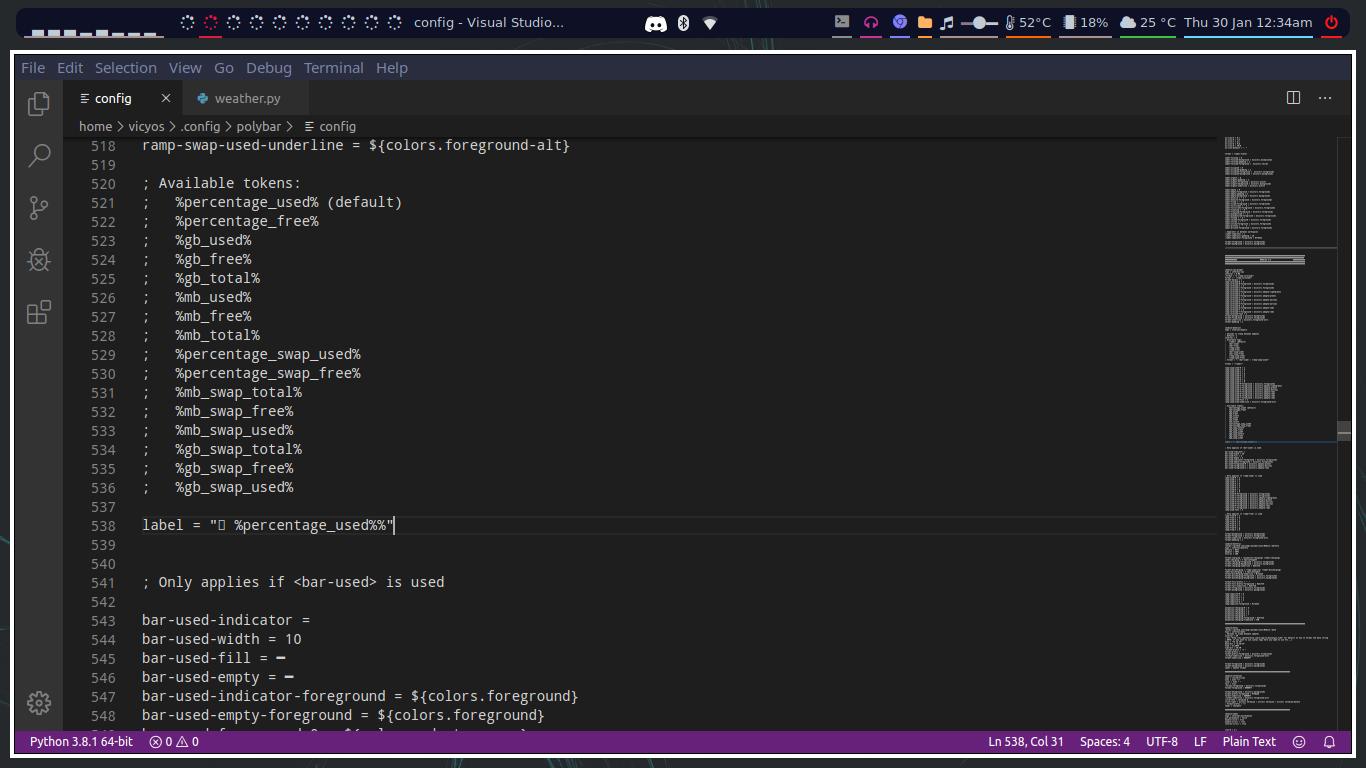 config - Visual Studio...
52°C
18%
25 °C
Thu 30 Jan 12:34am
File Edit Selection View Go Debug Terminal Help
config
weather.py
home > vicyos > .config > polybar > config
518 ramp-swap-used-underline = ${colors.foreground-alt}
519
520 ; Available tokens:
521 ;   %percentage_used% (default)
522 ;   %percentage_free%
523 ;   %gb_used%
524 ;   %gb_free%
525 ;   %gb_total%
526 ;   %mb_used%
527 ;   %mb_free%
528 ;   %mb_total%
529 ;   %percentage_swap_used%
530 ;   %percentage_swap_free%
531 ;   %mb_swap_total%
532 ;   %mb_swap_free%
533 ;   %mb_swap_used%
534 ;   %gb_swap_total%
535 ;   %gb_swap_free%
536 ;   %gb_swap_used%
537
538 label = "▯ %percentage_used%%"
539
540
541 ; Only applies if <bar-used> is used
542
543 bar-used-indicator =
544 bar-used-width = 10
545 bar-used-fill = ━
546 bar-used-empty = ━
547 bar-used-indicator-foreground = ${colors.foreground}
548 bar-used-empty-foreground = ${colors.foreground}
Python 3.8.1 64-bit 0 0 Ln 538, Col 31 Spaces: 4 UTF-8 LF Plain Text